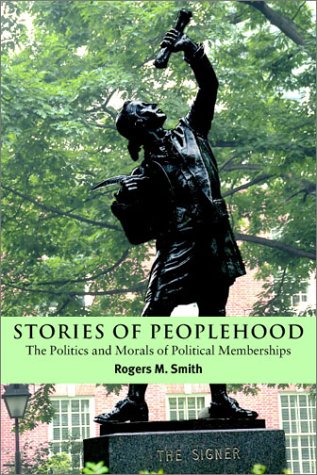 STORIES OF PEOPLEHOOD
The Politics and Morals of Political Memberships
Rogers M. Smith
THE SIGNER